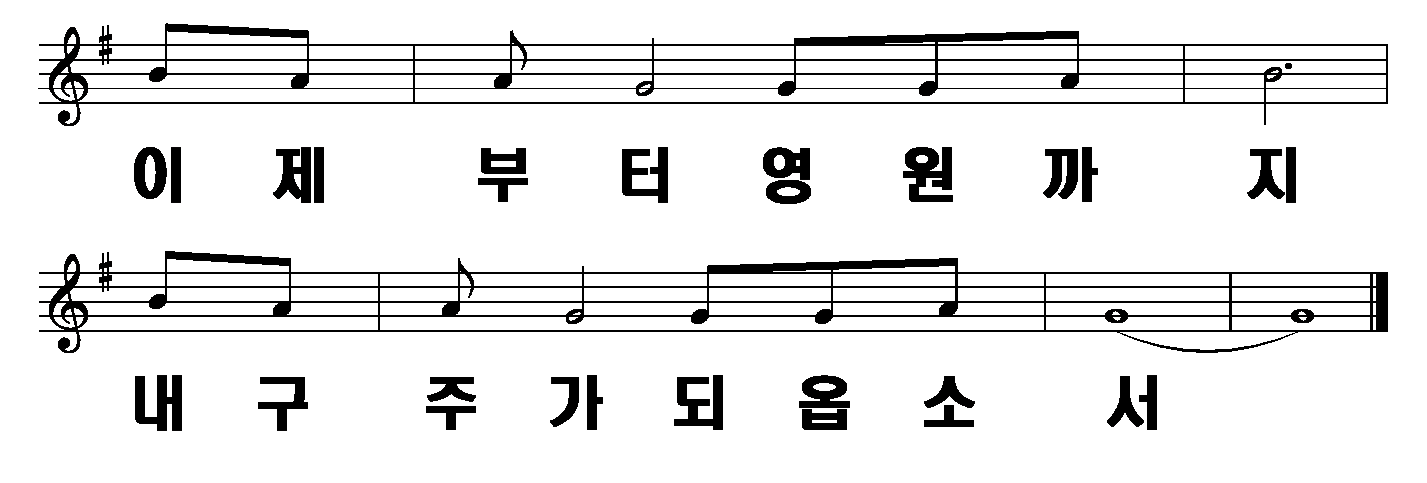 이 제 부 터 영 원 까 지
내 구 주 가 되 옵 소 서